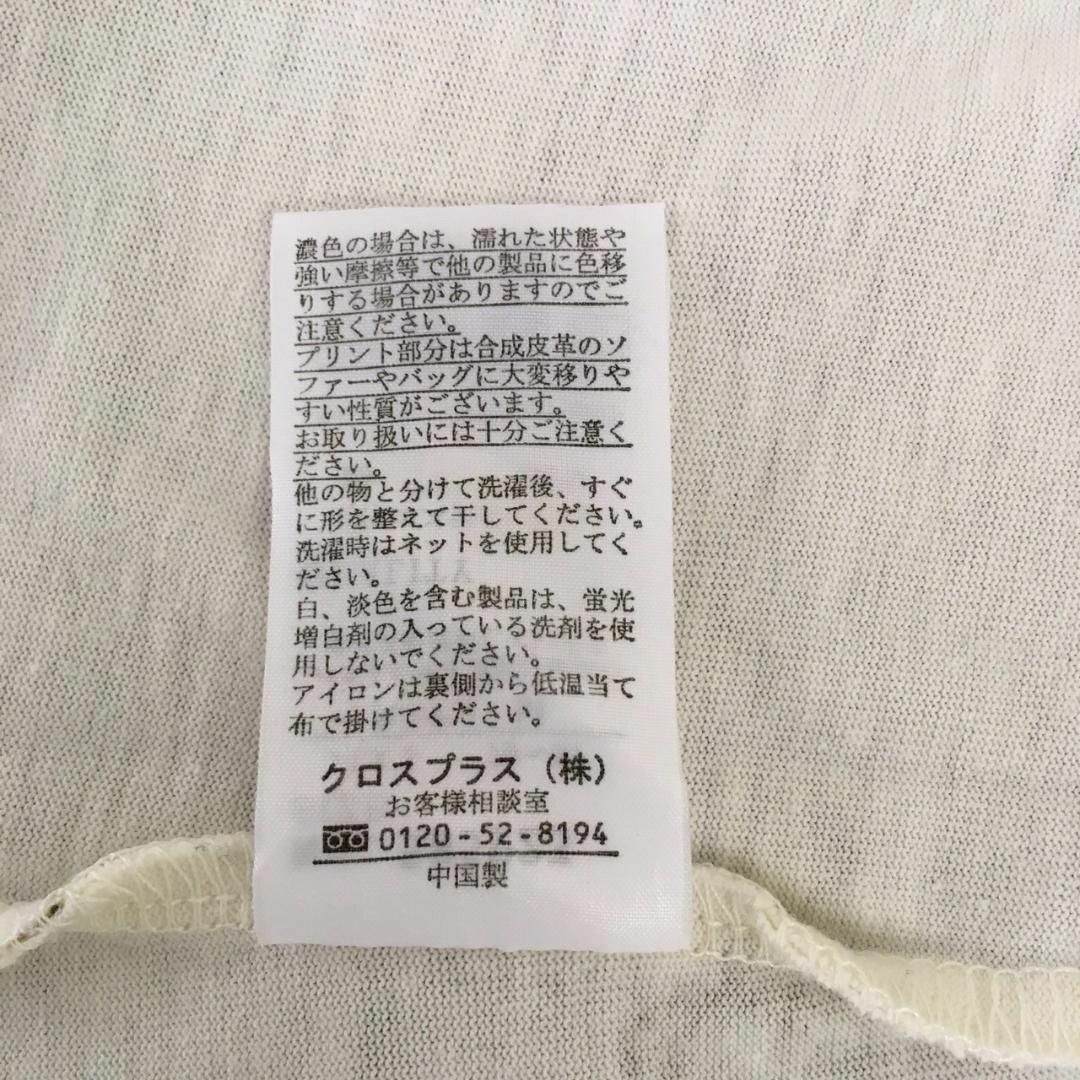 濃色の場合は、濡れた状態や
強い摩擦等で他の製品に色移
りする場合がありますのでご
注意ください。
プリント部分は合成皮革のソ
ファーやバッグに大変移りや
すい性質がございます。
お取り扱いには十分ご注意く
ださい。
他の物と分けて洗濯後、すぐ
に形を整えて干してください。
洗濯時はネットを使用してく
ださい。
白、淡色を含む製品は、蛍光
増白剤の入っている洗剤を使
用しないでください。
アイロンは裏側から低温当て
布で掛けてください。
クロスプラス（株）
お客様相談室
0120-52-8194
中国製